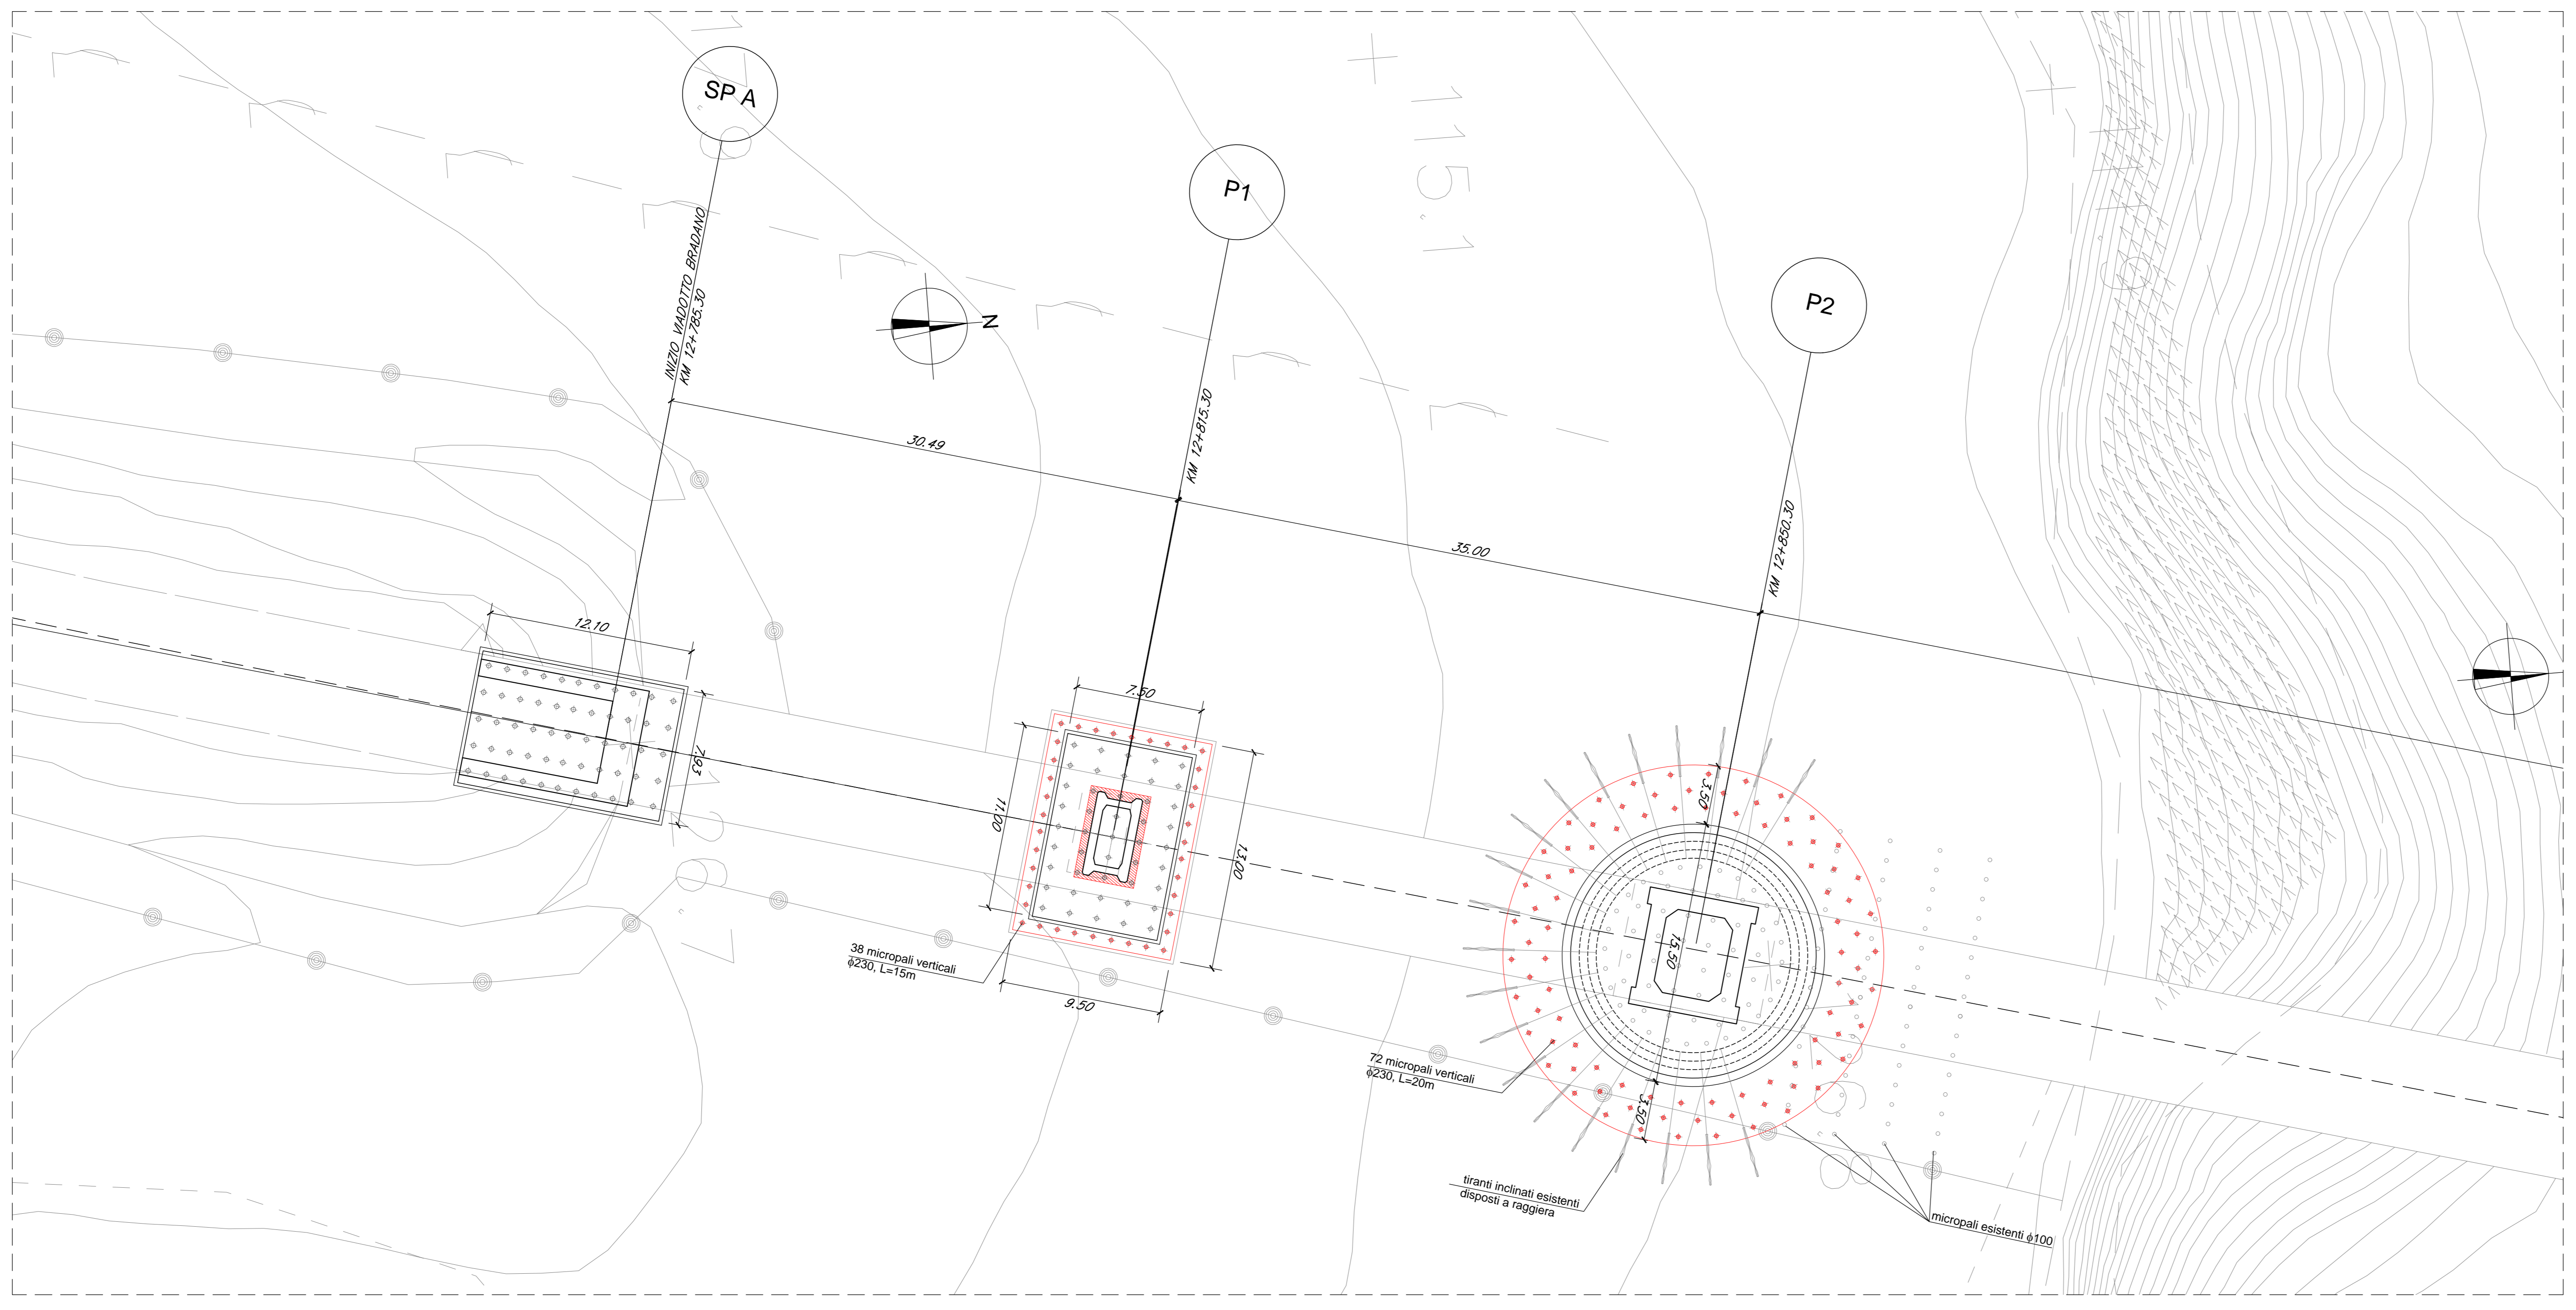 SP A
P1
P2
INIZIO VIADOTTO BRADANO
KM 12+785.30
KM 12+815.30
KM 12+850.30
N
115.1
30.49
35.00
12.10
7.93
7.50
11.00
13.00
9.50
38 micropali verticali
ϕ230, L=15m
3.50
15.50
3.50
72 micropali verticali
ϕ230, L=20m
tiranti inclinati esistenti
disposti a raggiera
micropali esistenti ϕ100